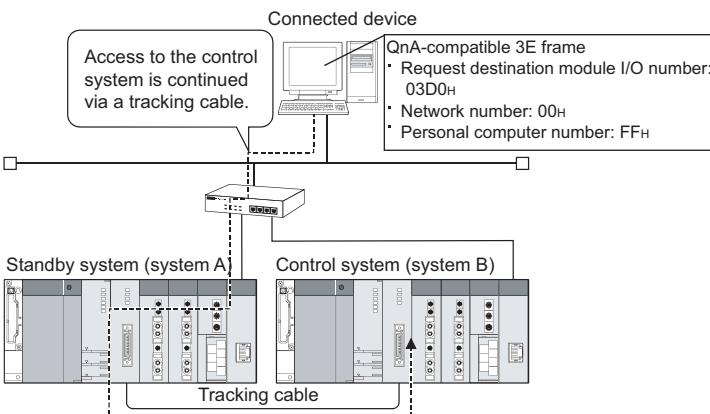 Connected device
Access to the control
system is continued
via a tracking cable.
QnA-compatible 3E frame
· Request destination module I/O number:
03D0H
· Network number: 00H
· Personal computer number: FFH
Standby system (system A)
Control system (system B)
Tracking cable